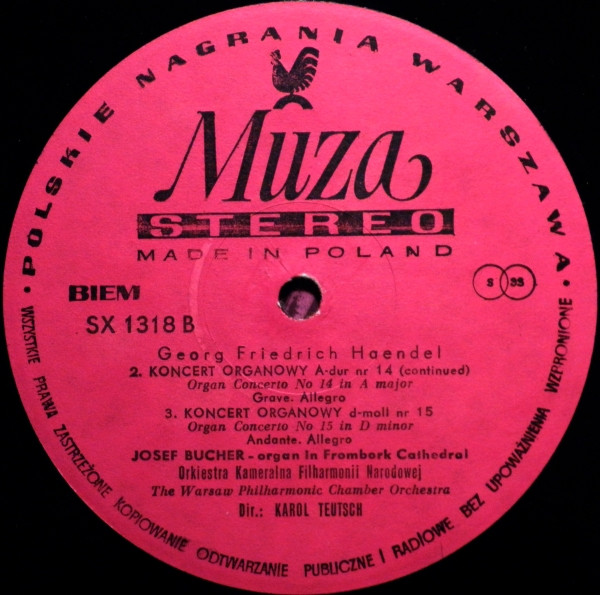 • POLSKIE NAGRANIA WARSZAWA •
Muza
STEREO
MADE IN POLAND
BIEM
S 33
SX 1318 B
Georg Friedrich Haendel
2. KONCERT ORGANOWY A-dur nr 14 (continued)
Organ Concerto No 14 in A major
Grave. Allegro
3. KONCERT ORGANOWY d-moll nr 15
Organ Concerto No 15 in D minor
Andante. Allegro
JOSEF BUCHER - organ in Frombork Cathedral
Orkiestra Kameralna Filharmonii Narodowej
The Warsaw Philharmonic Chamber Orchestra
Dir.: KAROL TEUTSCH
WSZYSTKIE PRAWA ZASTRZEŻONE KOPIOWANIE ODTWARZANIE PUBLICZNE I RADIOWE BEZ UPOWAŻNIENIA WZPRONIONE